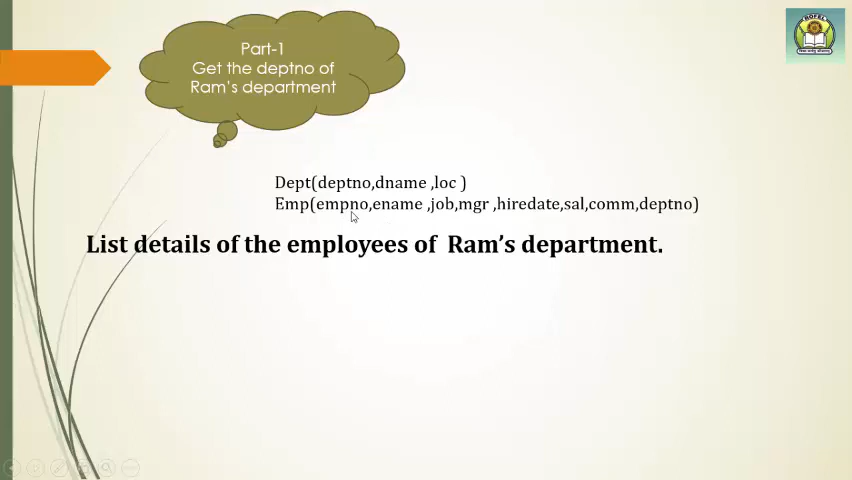 Part-1
Get the deptno of
Ram's department
Dept(deptno,dname ,loc )
Emp(empno,ename ,job,mgr ,hiredate,sal,comm,deptno)
List details of the employees of  Ram's department.